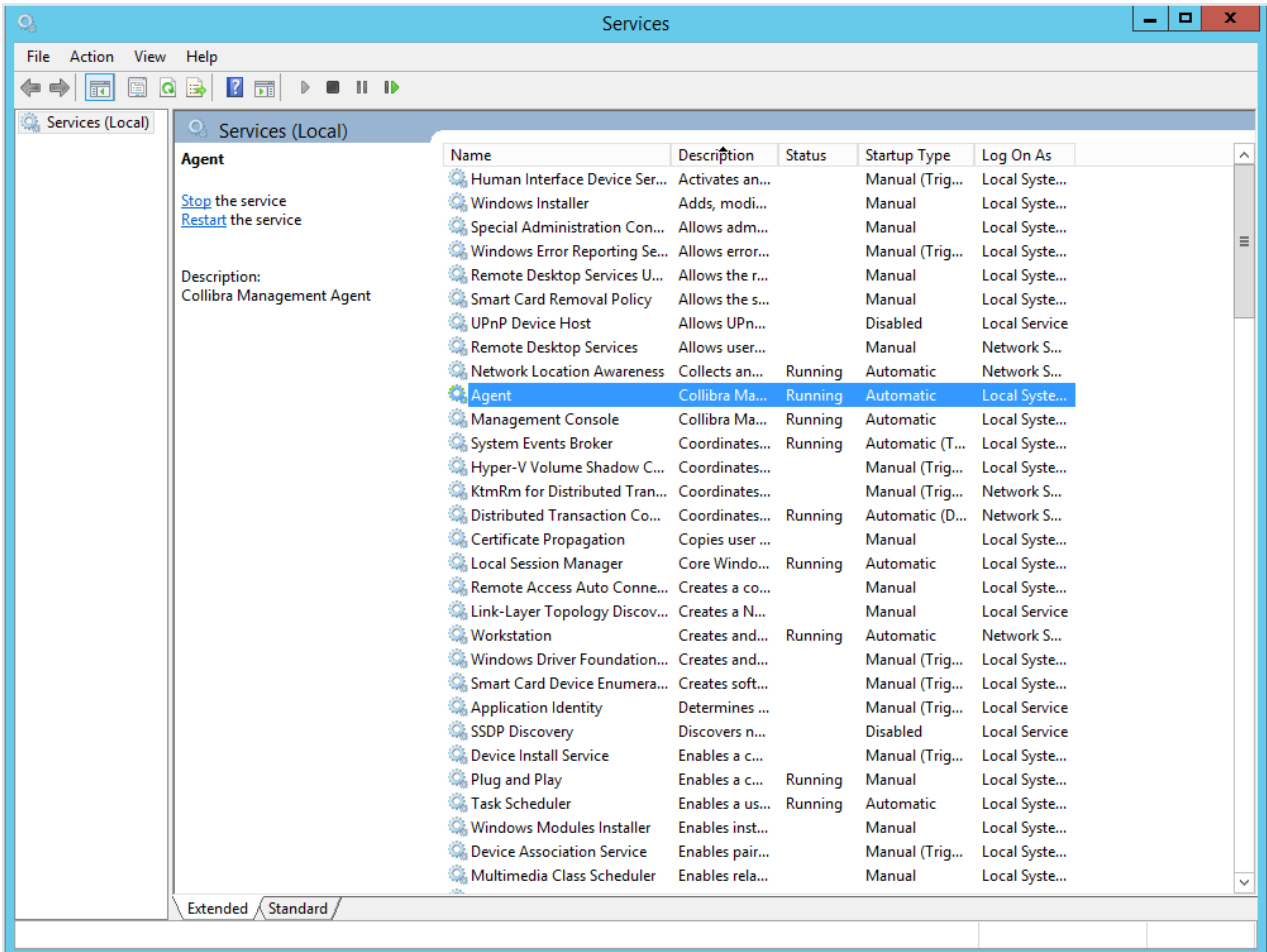 Services
File Action View Help
Services (Local)
Services (Local)
Agent
Stop the service
Restart the service
Description:
Collibra Management Agent
Name Description Status Startup Type Log On As
Human Interface Device Ser... Activates an... Manual (Trig... Local Syste...
Windows Installer Adds, modi... Manual Local Syste...
Special Administration Con... Allows adm... Manual Local Syste...
Windows Error Reporting Se... Allows error... Manual (Trig... Local Syste...
Remote Desktop Services U... Allows the r... Manual Local Syste...
Smart Card Removal Policy Allows the s... Manual Local Syste...
UPnP Device Host Allows UPn... Disabled Local Service
Remote Desktop Services Allows user... Manual Network S...
Network Location Awareness Collects an... Running Automatic Network S...
Agent Collibra Ma... Running Automatic Local Syste...
Management Console Collibra Ma... Running Automatic Local Syste...
System Events Broker Coordinates... Running Automatic (T... Local Syste...
Hyper-V Volume Shadow C... Coordinates... Manual (Trig... Local Syste...
KtmRm for Distributed Tran... Coordinates... Manual (Trig... Network S...
Distributed Transaction Co... Coordinates... Running Automatic (D... Network S...
Certificate Propagation Copies user ... Manual Local Syste...
Local Session Manager Core Windo... Running Automatic Local Syste...
Remote Access Auto Conne... Creates a co... Manual Local Syste...
Link-Layer Topology Discov... Creates a N... Manual Local Service
Workstation Creates and... Running Automatic Network S...
Windows Driver Foundation... Creates and... Manual (Trig... Local Syste...
Smart Card Device Enumera... Creates soft... Manual (Trig... Local Syste...
Application Identity Determines ... Manual (Trig... Local Service
SSDP Discovery Discovers n... Disabled Local Service
Device Install Service Enables a c... Manual (Trig... Local Syste...
Plug and Play Enables a c... Running Manual Local Syste...
Task Scheduler Enables a us... Running Automatic Local Syste...
Windows Modules Installer Enables inst... Manual Local Syste...
Device Association Service Enables pair... Manual (Trig... Local Syste...
Multimedia Class Scheduler Enables rela... Manual Local Syste...
Extended Standard